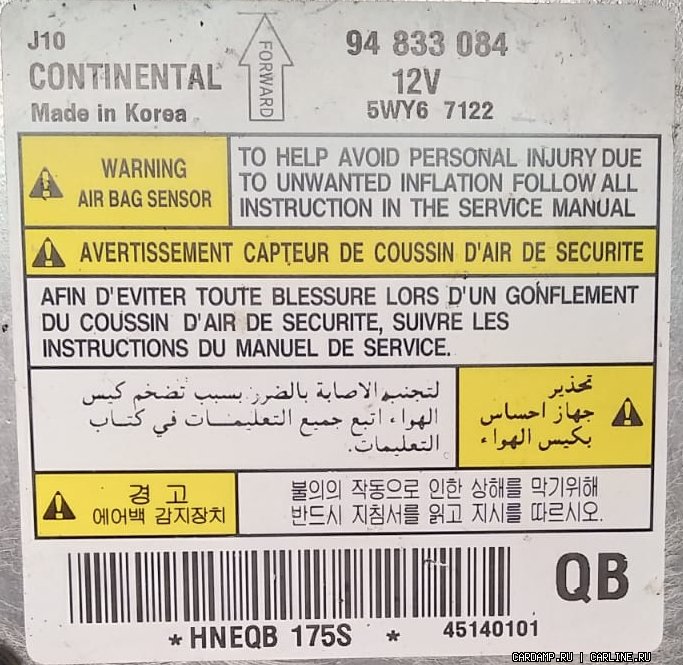 J10
CONTINENTAL
Made in Korea
FORWARD
94 833 084
12V
5WY6 7122
WARNING
AIR BAG SENSOR
TO HELP AVOID PERSONAL INJURY DUE
TO UNWANTED INFLATION FOLLOW ALL
INSTRUCTION IN THE SERVICE MANUAL
AVERTISSEMENT CAPTEUR DE COUSSIN D'AIR DE SECURITE
AFIN D'EVITER TOUTE BLESSURE LORS D'UN GONFLEMENT
DU COUSSIN D'AIR DE SECURITE, SUIVRE LES
INSTRUCTIONS DU MANUEL DE SERVICE.
تحذير
جهاز احساس
بكيس الهواء
لتجنب الاصابة بالضرر بسبب تضخم كيس
الهواء اتبع جميع التعليمات في كتاب
التعليمات.
경 고
에어백 감지장치
불의의 작동으로 인한 상해를 막기위해
반드시 지침서를 읽고 지시를 따르시오.
QB
*HNEQB 175S *
45140101
CARDAMP.RU | CARLINE.RU